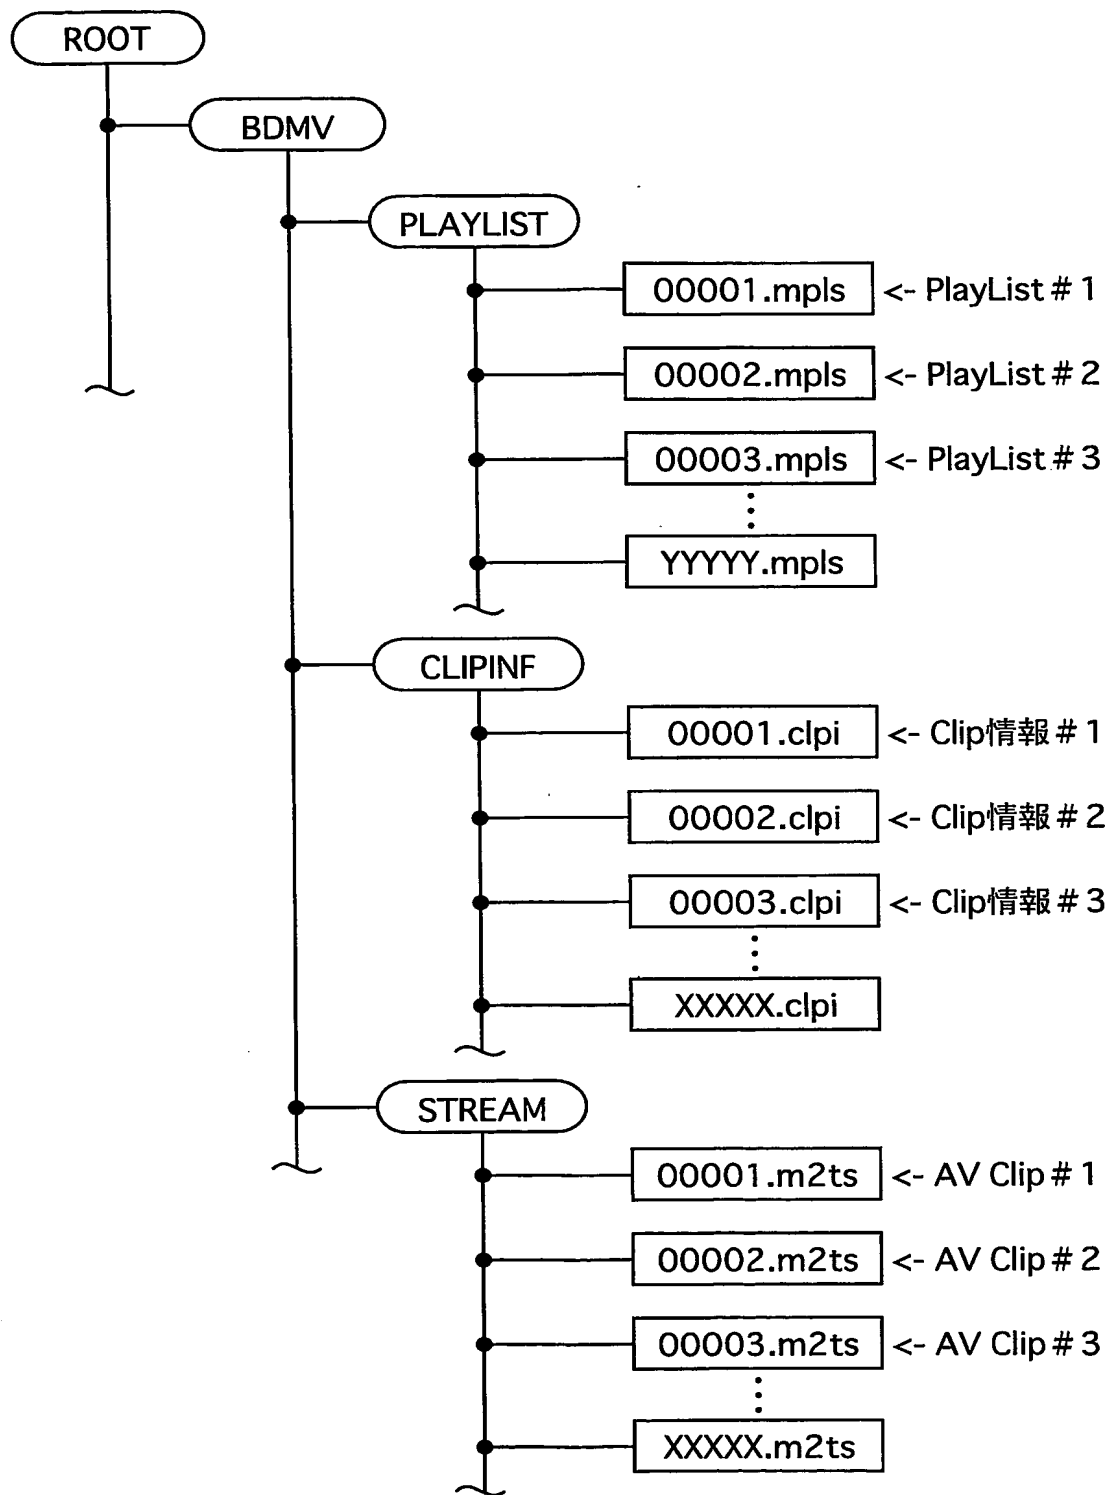 ROOT
BDMV
PLAYLIST
00001.mpls <- PlayList#1
00002.mpls <- PlayList#2
00003.mpls <- PlayList#3
YYYYY.mpls
CLIPINF
00001.clpi <- Clip情報#1
00002.clpi <- Clip情報#2
00003.clpi <- Clip情報#3
XXXXX.clpi
STREAM
00001.m2ts <- AV Clip#1
00002.m2ts <- AV Clip#2
00003.m2ts <- AV Clip#3
XXXXX.m2ts